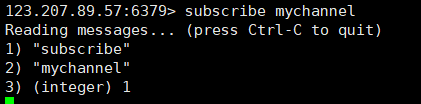 123.207.89.57:6379> subscribe mychannel
Reading messages... (press Ctrl-C to quit)
1) "subscribe"
2) "mychannel"
3) (integer) 1